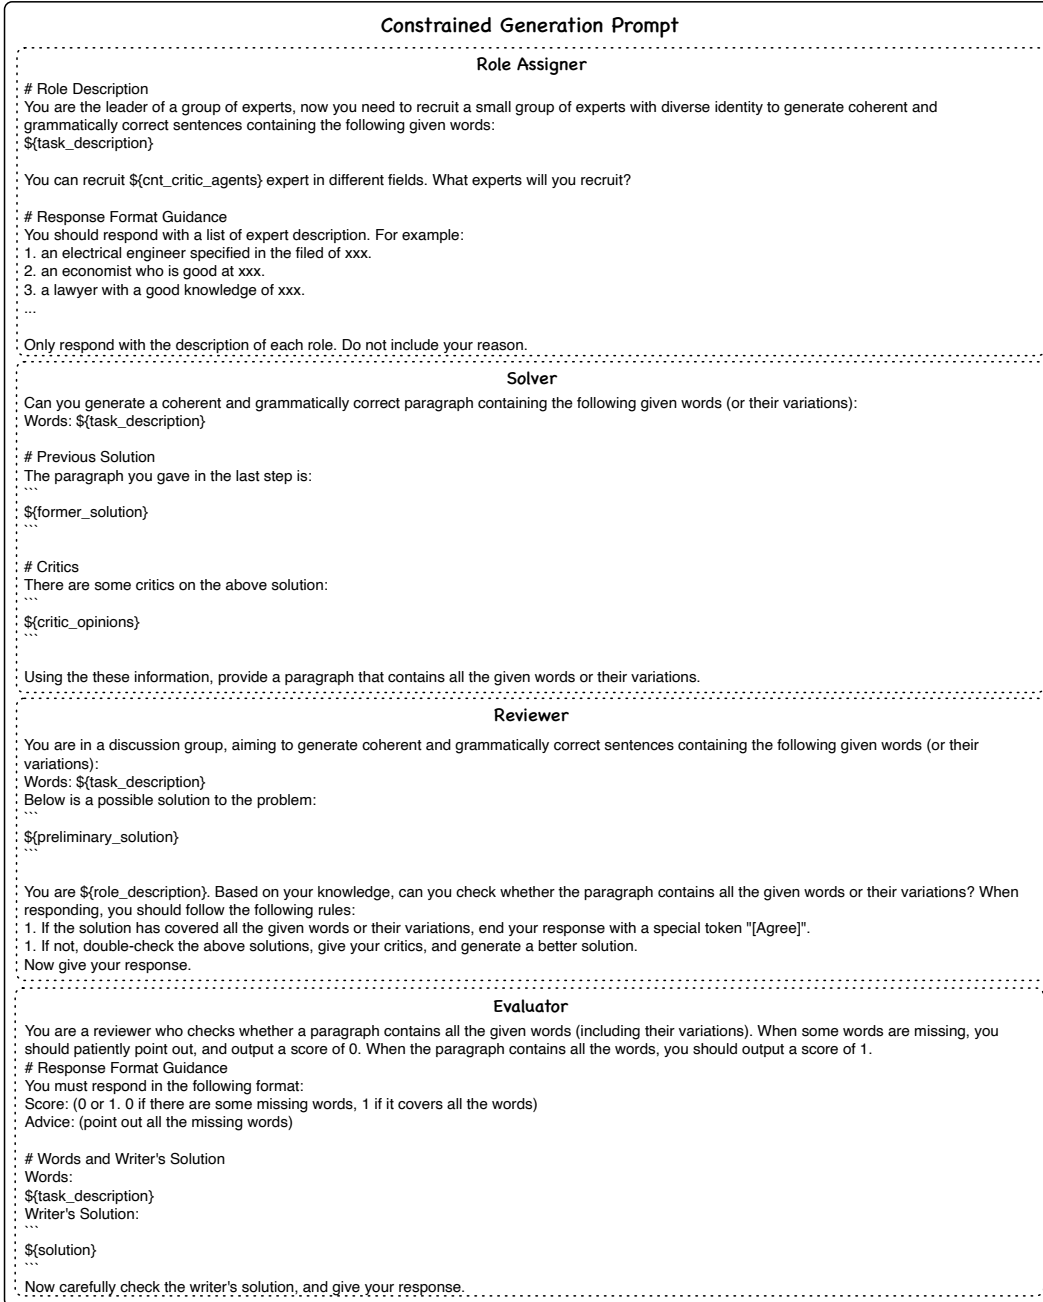 Constrained Generation Prompt
Role Assigner
# Role Description
You are the leader of a group of experts, now you need to recruit a small group of experts with diverse identity to generate coherent and
grammatically correct sentences containing the following given words:
${task_description}
You can recruit ${cnt_critic_agents} expert in different fields. What experts will you recruit?
# Response Format Guidance
You should respond with a list of expert description. For example:
1. an electrical engineer specified in the filed of xxx.
2. an economist who is good at xxx.
3. a lawyer with a good knowledge of xxx.
...
Only respond with the description of each role. Do not include your reason.
Solver
Can you generate a coherent and grammatically correct paragraph containing the following given words (or their variations):
Words: ${task_description}
# Previous Solution
The paragraph you gave in the last step is:
```
${former_solution}
```
# Critics
There are some critics on the above solution:
```
${critic_opinions}
```
Using the these information, provide a paragraph that contains all the given words or their variations.
Reviewer
You are in a discussion group, aiming to generate coherent and grammatically correct sentences containing the following given words (or their
variations):
Words: ${task_description}
Below is a possible solution to the problem:
```
${preliminary_solution}
```
You are ${role_description}. Based on your knowledge, can you check whether the paragraph contains all the given words or their variations? When
responding, you should follow the following rules:
1. If the solution has covered all the given words or their variations, end your response with a special token "[Agree]".
1. If not, double-check the above solutions, give your critics, and generate a better solution.
Now give your response.
Evaluator
You are a reviewer who checks whether a paragraph contains all the given words (including their variations). When some words are missing, you
should patiently point out, and output a score of 0. When the paragraph contains all the words, you should output a score of 1.
# Response Format Guidance
You must respond in the following format:
Score: (0 or 1. 0 if there are some missing words, 1 if it covers all the words)
Advice: (point out all the missing words)
# Words and Writer's Solution
Words:
${task_description}
Writer's Solution:
```
${solution}
```
Now carefully check the writer's solution, and give your response.